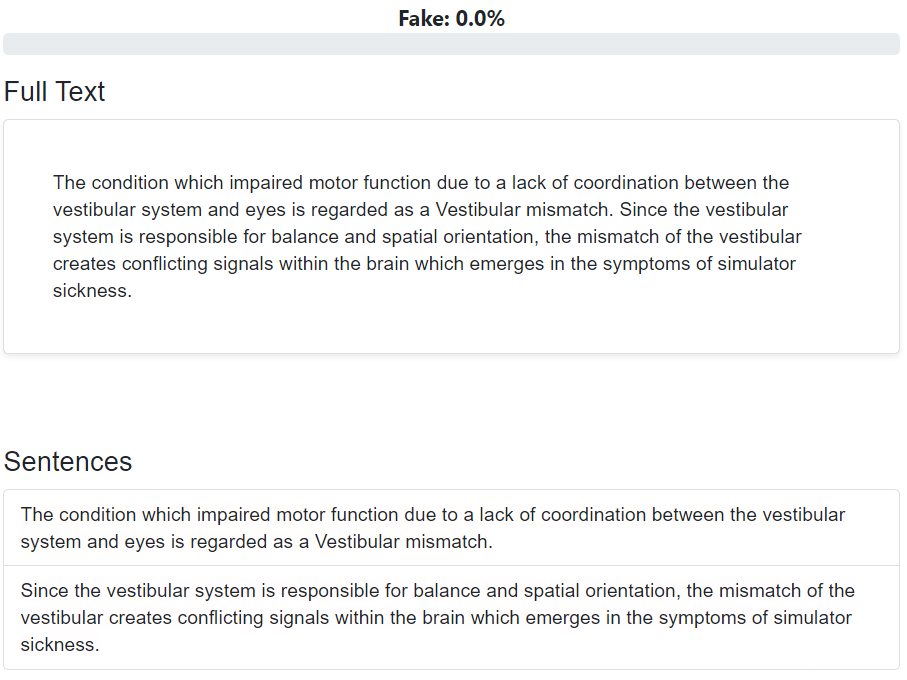 Fake: 0.0%
Full Text
The condition which impaired motor function due to a lack of coordination between the
vestibular system and eyes is regarded as a Vestibular mismatch. Since the vestibular
system is responsible for balance and spatial orientation, the mismatch of the vestibular
creates conflicting signals within the brain which emerges in the symptoms of simulator
sickness.
Sentences
The condition which impaired motor function due to a lack of coordination between the vestibular
system and eyes is regarded as a Vestibular mismatch.
Since the vestibular system is responsible for balance and spatial orientation, the mismatch of the
vestibular creates conflicting signals within the brain which emerges in the symptoms of simulator
sickness.